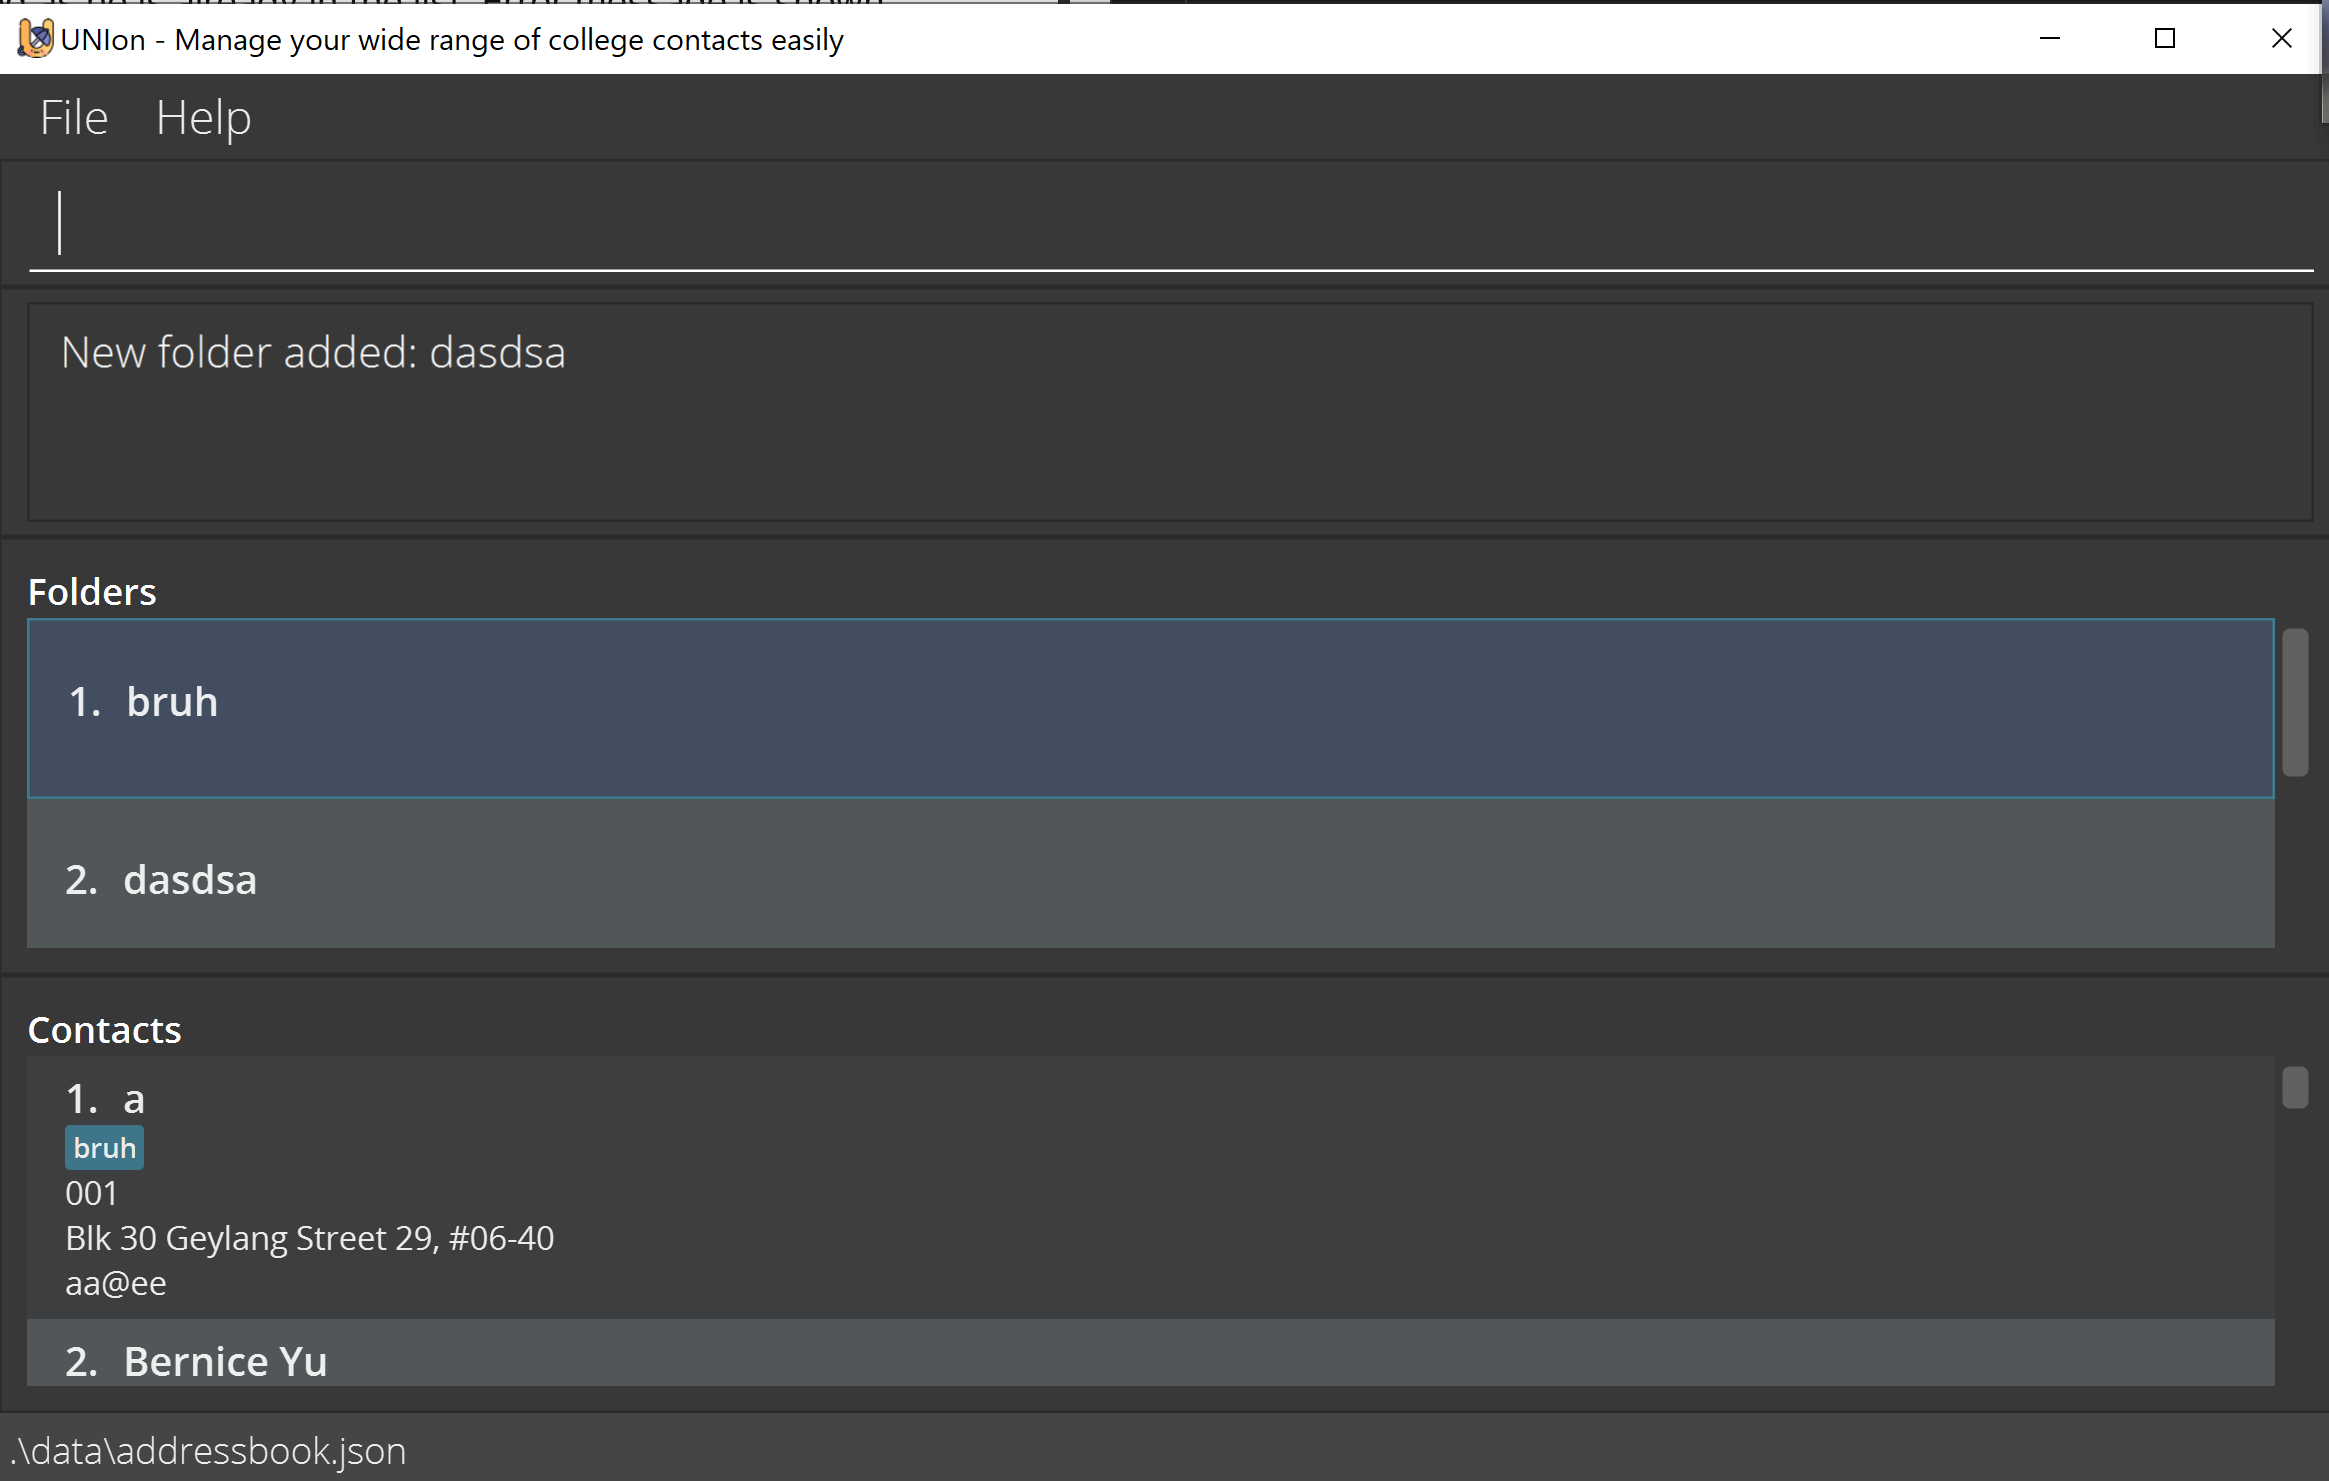 UNIon - Manage your wide range of college contacts easily
File Help
New folder added: dasdsa
Folders
1. bruh
2. dasdsa
Contacts
1. a
bruh
001
Blk 30 Geylang Street 29, #06-40
aa@ee
2. Bernice Yu
.\data\addressbook.json